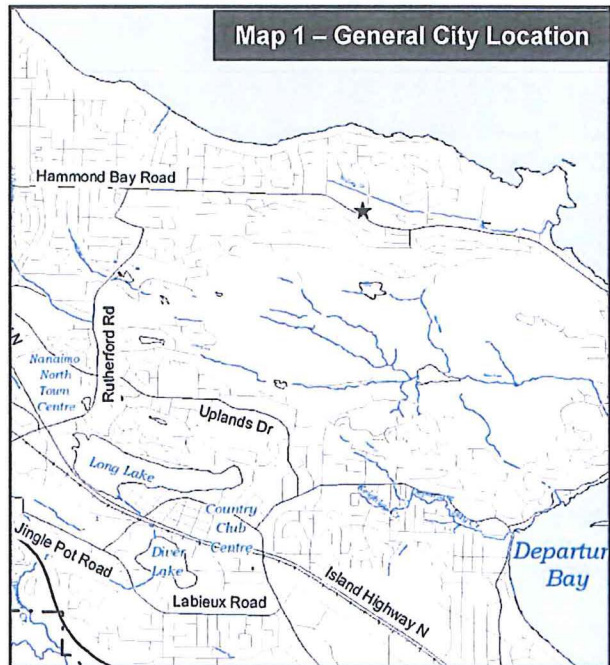 Map 1 – General City Location
Hammond Bay Road
Rutherford Rd
Nanaimo
North
Town
Centre
N
Uplands Dr
Long Lake
Country
Club
Centre
Diver
Lake
Jingle Pot Road
Labieux Road
Island Highway N
Departur
Bay